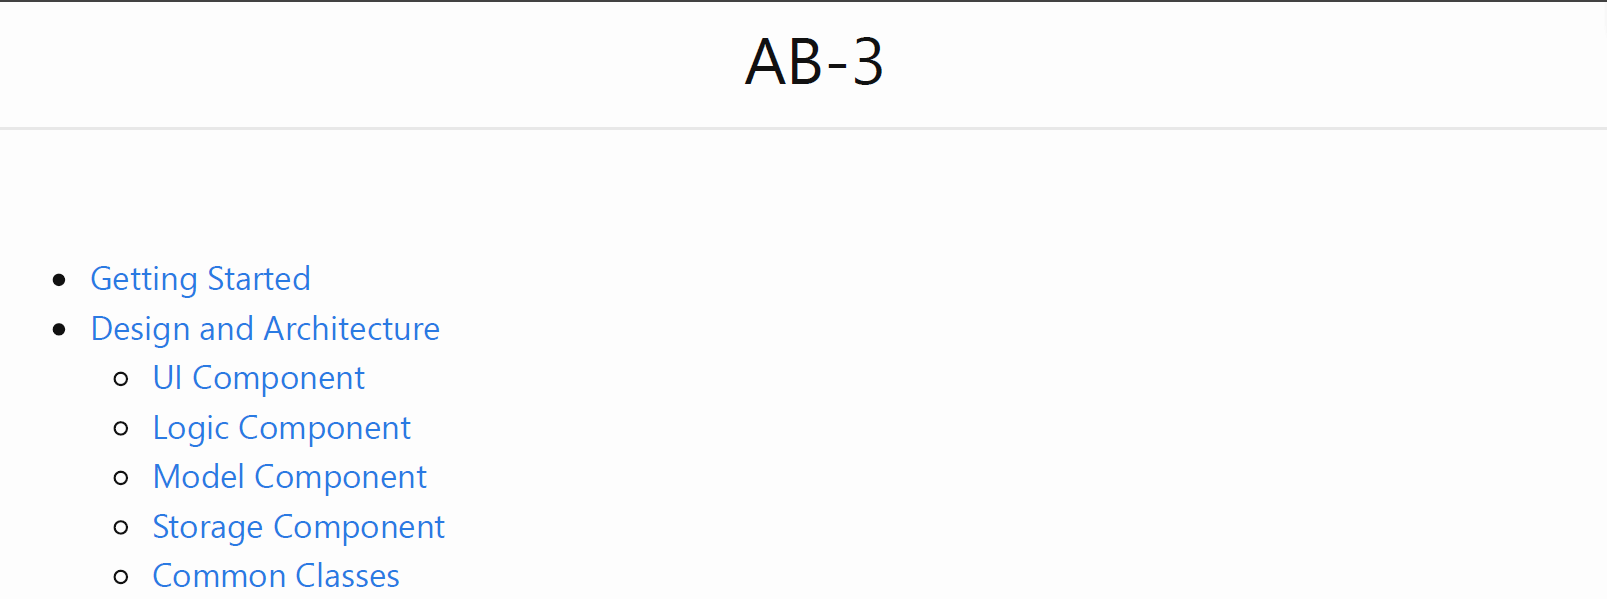 AB-3
Getting Started
Design and Architecture
UI Component
Logic Component
Model Component
Storage Component
Common Classes